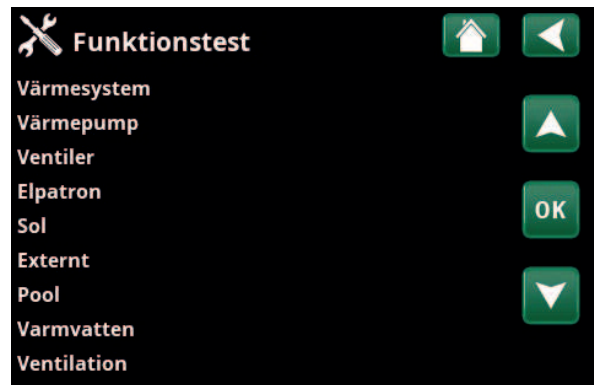 Funktionstest
Värmesystem
Värmepump
Ventiler
Elpatron
OK
Sol
Externt
Pool
Varmvatten
Ventilation